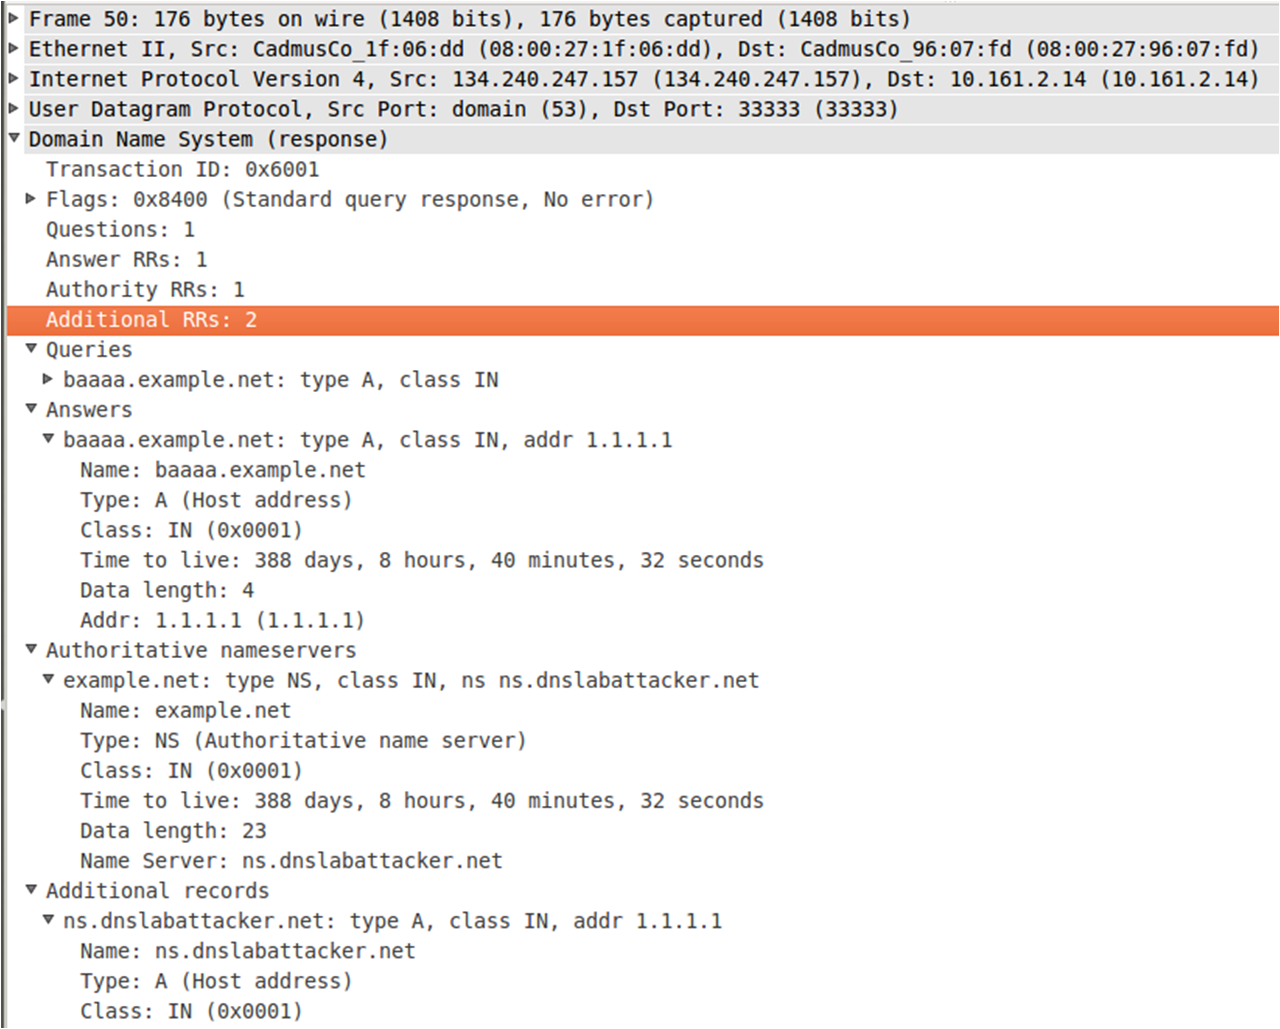 Frame 50: 176 bytes on wire (1408 bits), 176 bytes captured (1408 bits)
Ethernet II, Src: CadmusCo_1f:06:dd (08:00:27:1f:06:dd), Dst: CadmusCo_96:07:fd (08:00:27:96:07:fd)
Internet Protocol Version 4, Src: 134.240.247.157 (134.240.247.157), Dst: 10.161.2.14 (10.161.2.14)
User Datagram Protocol, Src Port: domain (53), Dst Port: 33333 (33333)
Domain Name System (response)
Transaction ID: 0x6001
Flags: 0x8400 (Standard query response, No error)
Questions: 1
Answer RRs: 1
Authority RRs: 1
Additional RRs: 2
Queries
baaaa.example.net: type A, class IN
Answers
baaaa.example.net: type A, class IN, addr 1.1.1.1
Name: baaaa.example.net
Type: A (Host address)
Class: IN (0x0001)
Time to live: 388 days, 8 hours, 40 minutes, 32 seconds
Data length: 4
Addr: 1.1.1.1 (1.1.1.1)
Authoritative nameservers
example.net: type NS, class IN, ns ns.dnslabattacker.net
Name: example.net
Type: NS (Authoritative name server)
Class: IN (0x0001)
Time to live: 388 days, 8 hours, 40 minutes, 32 seconds
Data length: 23
Name Server: ns.dnslabattacker.net
Additional records
ns.dnslabattacker.net: type A, class IN, addr 1.1.1.1
Name: ns.dnslabattacker.net
Type: A (Host address)
Class: IN (0x0001)